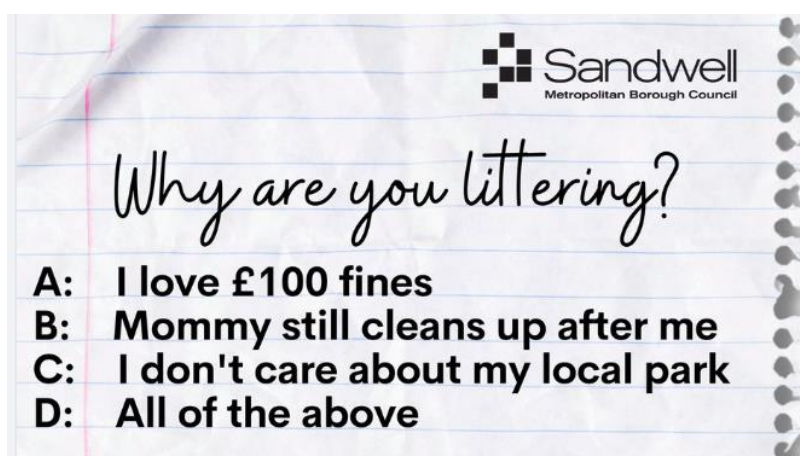 Sandwell
Metropolitan Borough Council
Why are you littering?
A: I love £100 fines
B: Mommy still cleans up after me
C: I don't care about my local park
D: All of the above